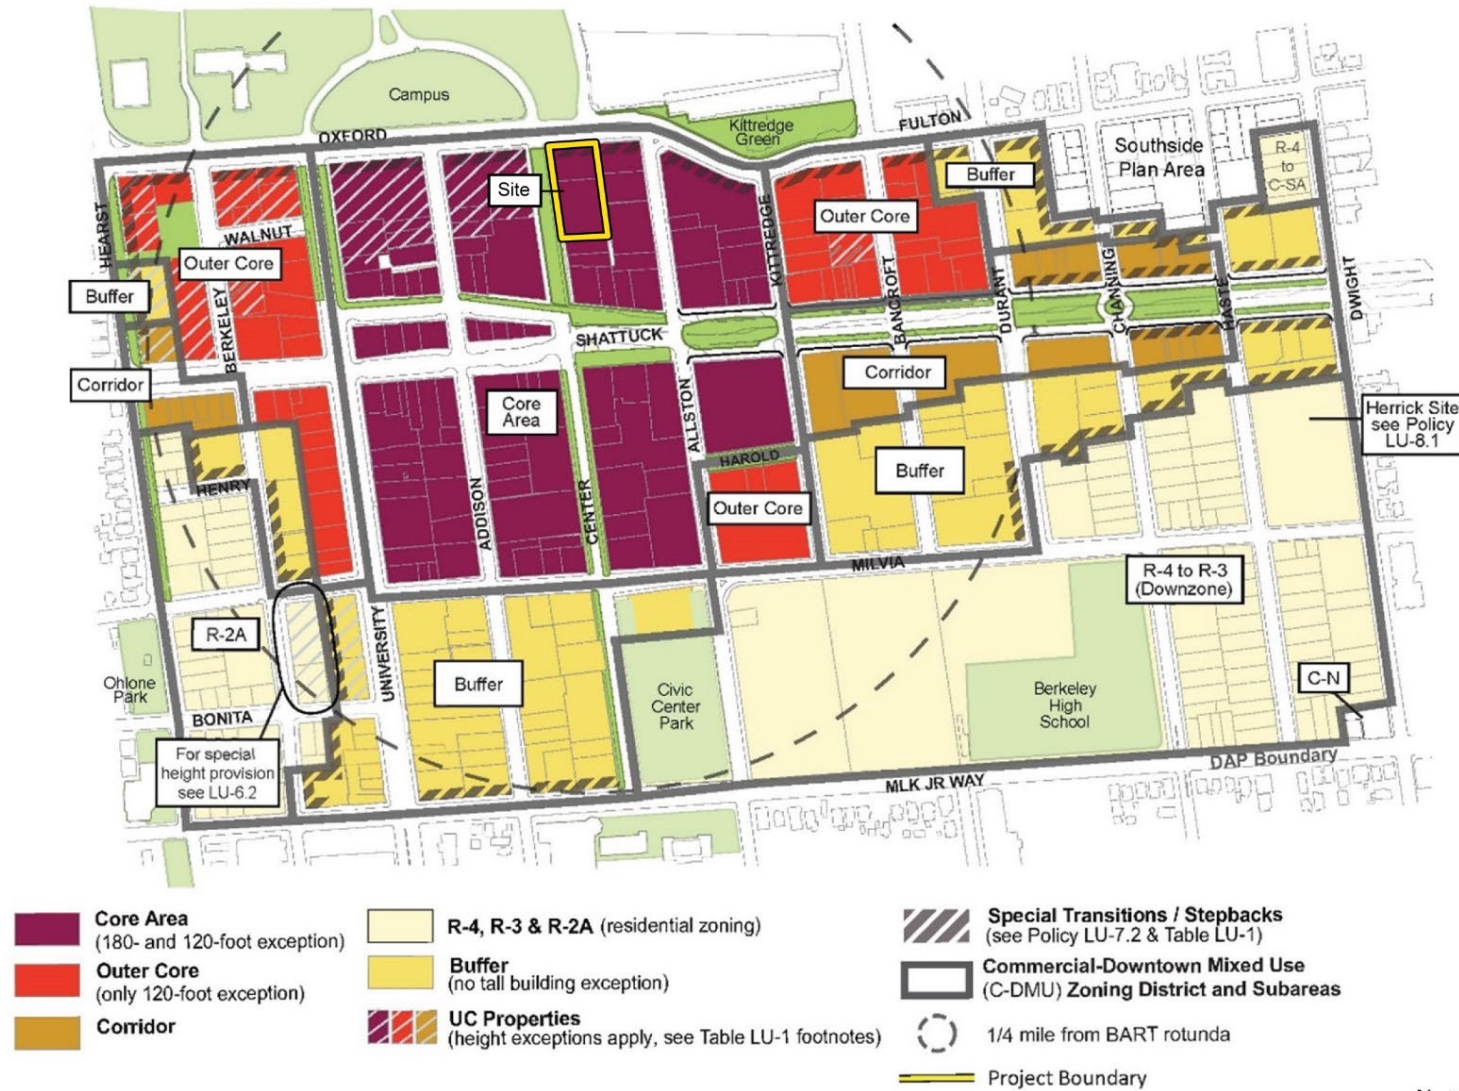 Campus
OXFORD
Kittredge
Green
FULTON
Southside
Plan Area
R-4
to
C-SA
Site
Buffer
HEARST
WALNUT
Outer Core
KITTREDGE
Outer Core
BANCROFT
DURANT
CHANNING
HASTE
DWIGHT
Buffer
BERKELEY
SHATTUCK
Corridor
Corridor
Core
Area
ALLSTON
Herrick Site
see Policy
LU-8.1
HAROLD
Buffer
HENRY
ADDISON
CENTER
Outer Core
MILVIA
R-4 to R-3
(Downzone)
R-2A
UNIVERSITY
Buffer
Ohlone
Park
Civic
Center
Park
Berkeley
High
School
C-N
BONITA
For special
height provision
see LU-6.2
MLK JR WAY
DAP Boundary
Core Area
(180- and 120-foot exception)
Outer Core
(only 120-foot exception)
Corridor
R-4, R-3 & R-2A (residential zoning)
Buffer
(no tall building exception)
UC Properties
(height exceptions apply, see Table LU-1 footnotes)
Special Transitions / Stepbacks
(see Policy LU-7.2 & Table LU-1)
Commercial-Downtown Mixed Use
(C-DMU) Zoning District and Subareas
1/4 mile from BART rotunda
Project Boundary